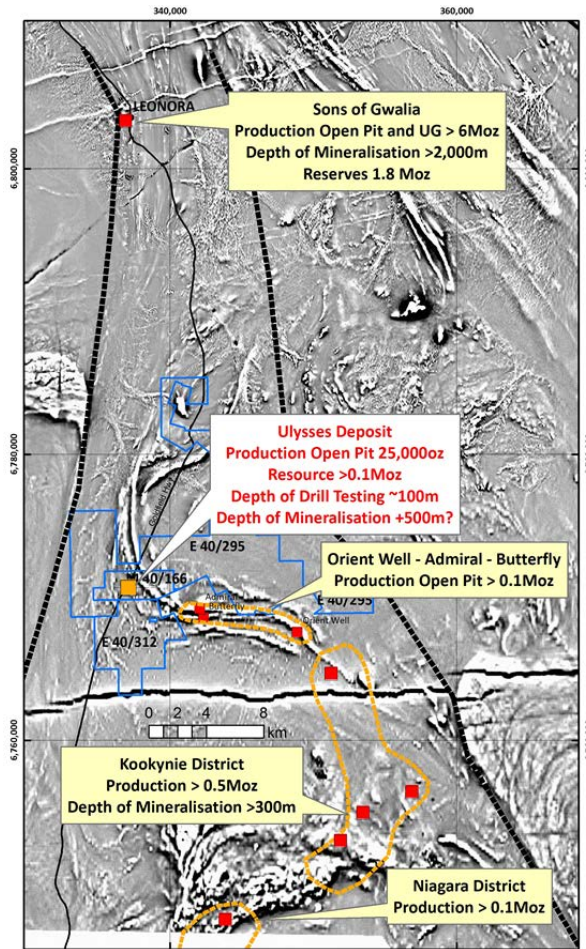 340,000
360,000
LEONORA
Sons of Gwalia
Production Open Pit and UG > 6Moz
Depth of Mineralisation >2,000m
Reserves 1.8 Moz
6,800,000
6,780,000
Ulysses Deposit
Production Open Pit 25,000oz
Resource >0.1Moz
Depth of Drill Testing ~100m
Depth of Mineralisation +500m?
E 40/295
Orient Well - Admiral - Butterfly
Production Open Pit > 0.1Moz
40/166
E 40/295
Admiral
Butterfly
Orient Well
E 40/312
0 2 4 8
km
6,760,000
Kookynie District
Production > 0.5Moz
Depth of Mineralisation >300m
Niagara District
Production > 0.1Moz